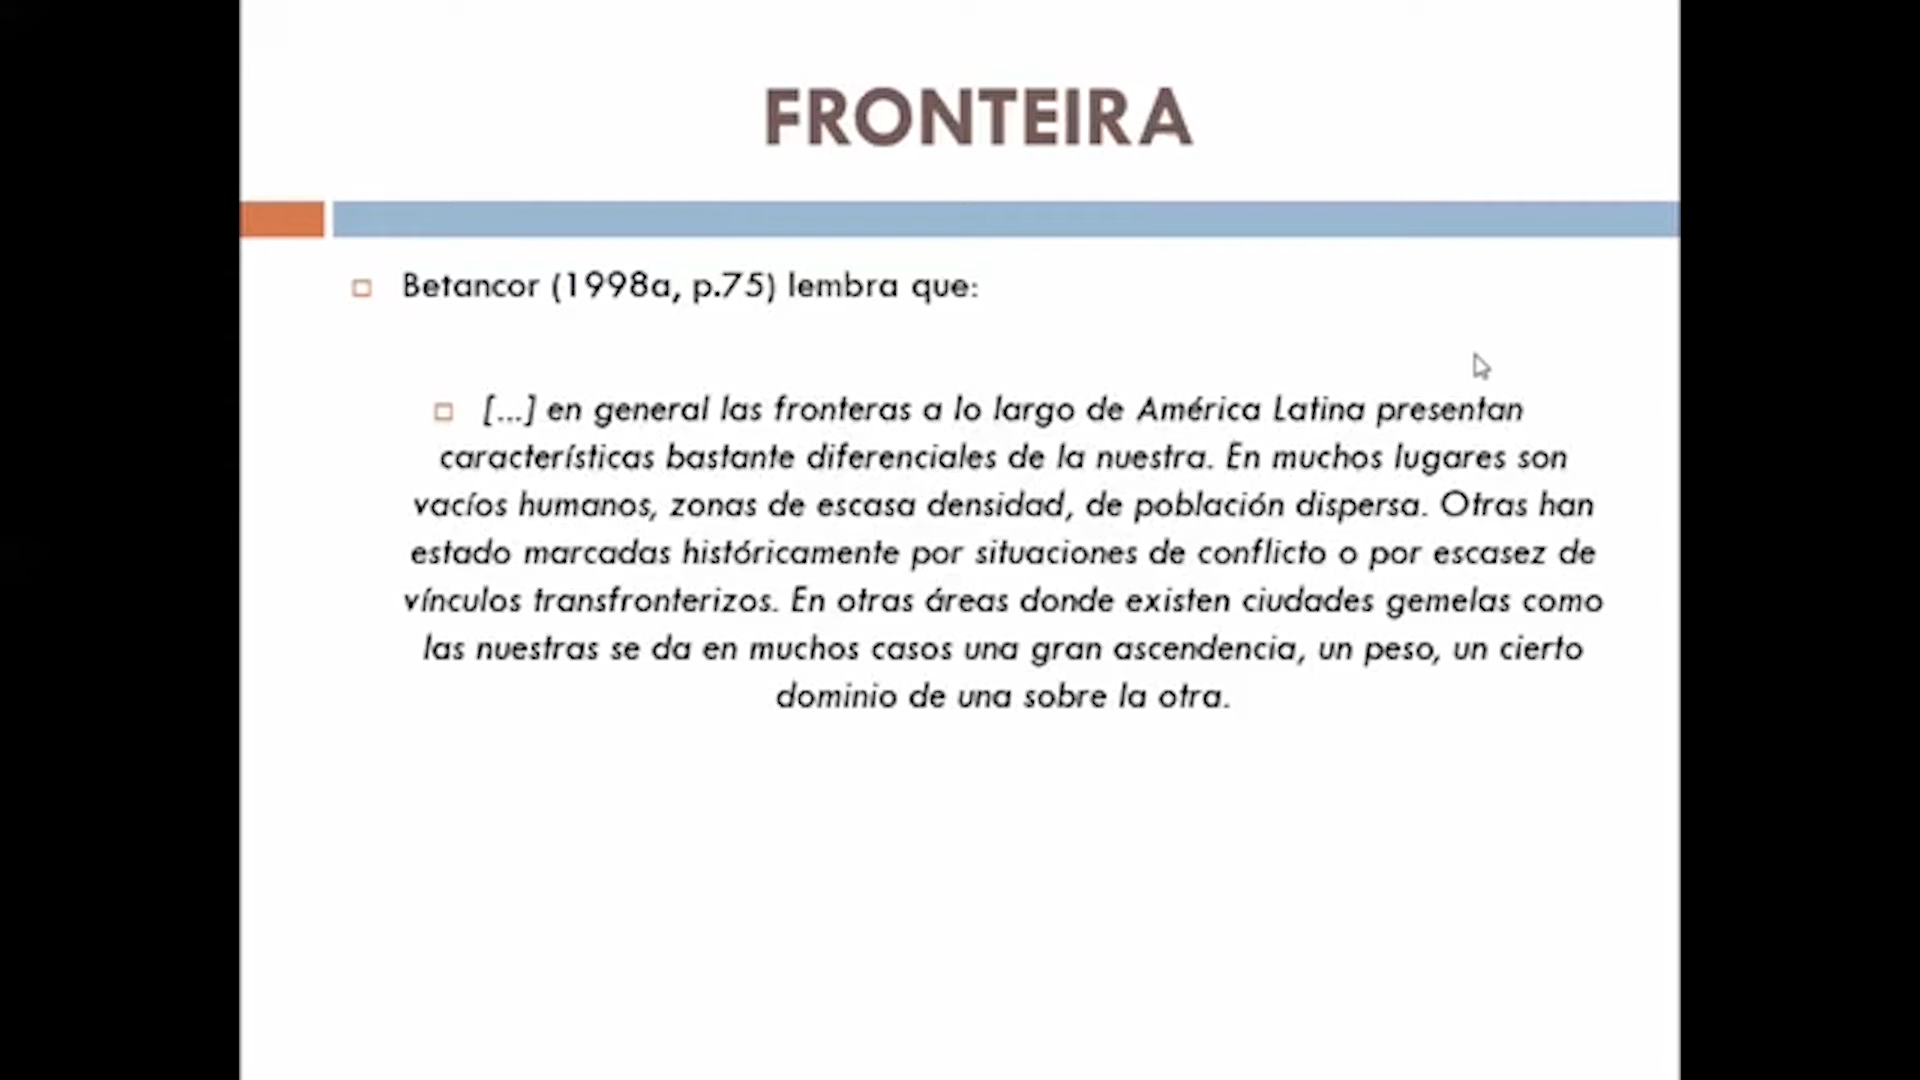 FRONTEIRA
Betancor (1998a, p.75) lembra que:
[...] en general las fronteras a lo largo de América Latina presentan
características bastante diferenciales de la nuestra. En muchos lugares son
vacíos humanos, zonas de escasa densidad, de población dispersa. Otras han
estado marcadas históricamente por situaciones de conflicto o por escasez de
vínculos transfronterizos. En otras áreas donde existen ciudades gemelas como
las nuestras se da en muchos casos una gran ascendencia, un peso, un cierto
dominio de una sobre la otra.